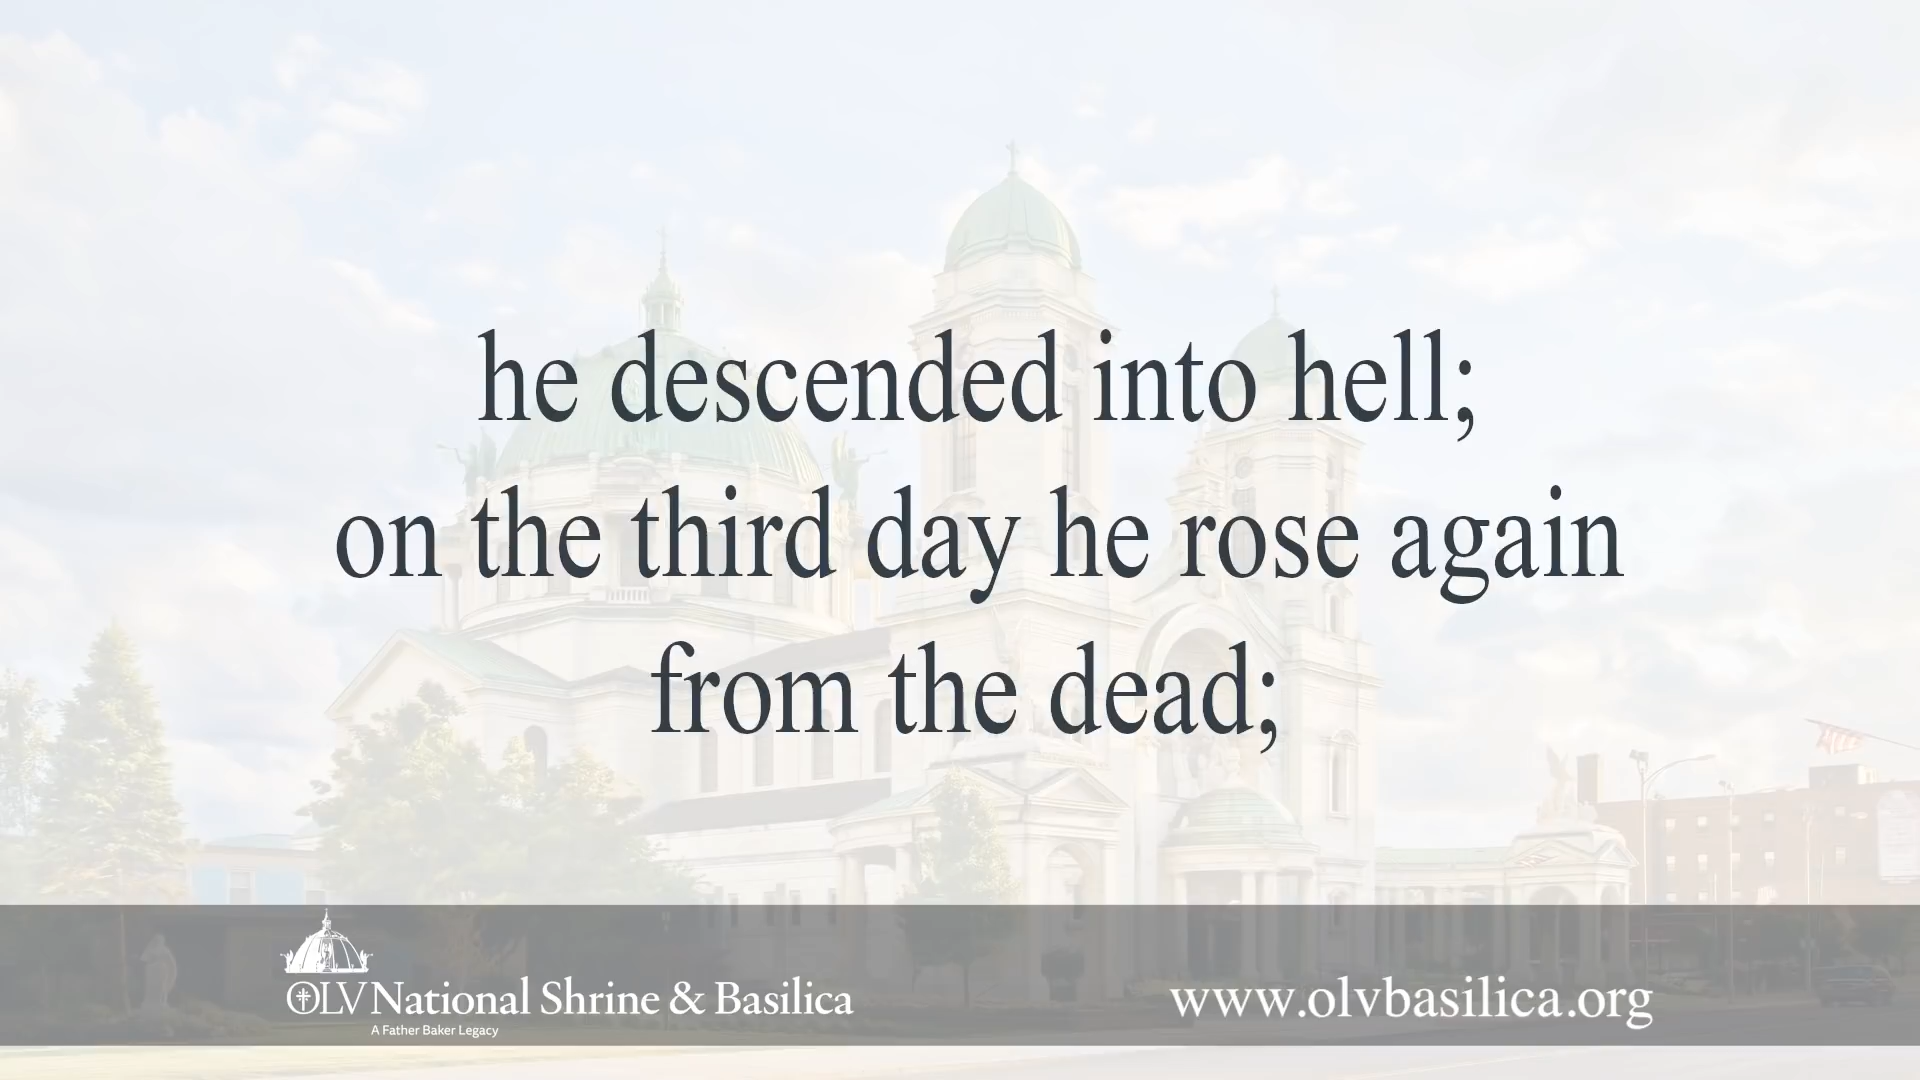 he descended into hell;
on the third day he rose again
from the dead;
OLV National Shrine & Basilica
A Father Baker Legacy
www.olvbasilica.org